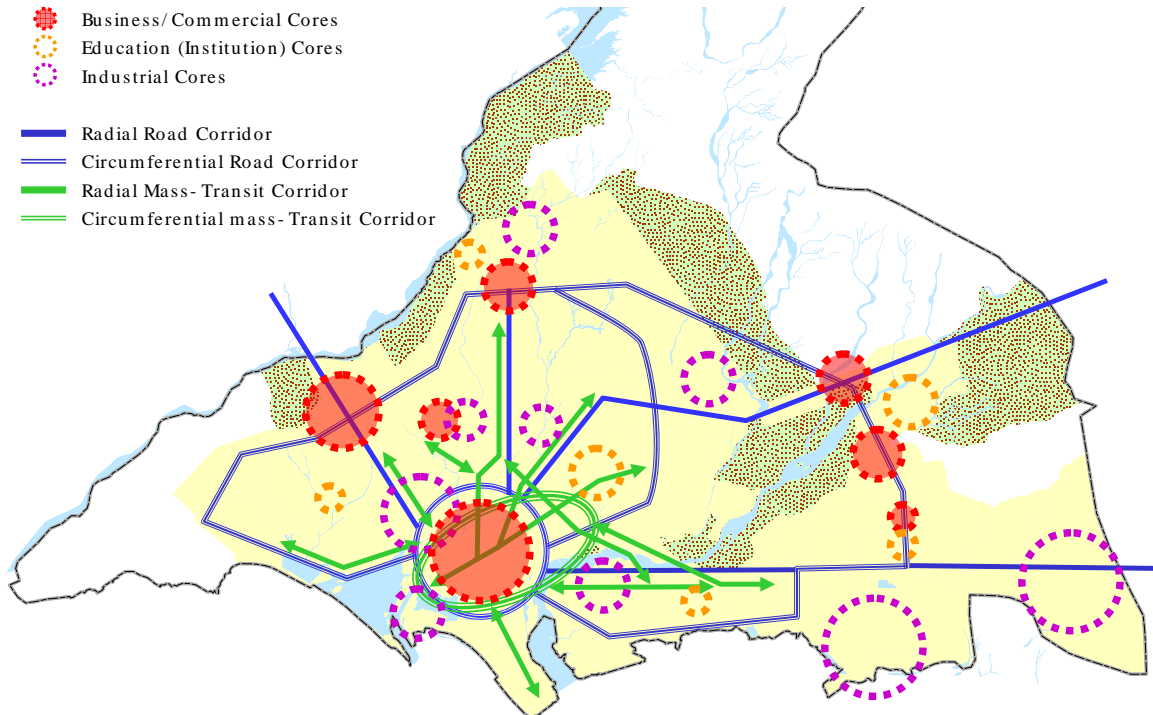 Business/ Commercial Cores
Education (Institution) Cores
Industrial Cores
Radial Road Corridor
Circumferential Road Corridor
Radial Mass- Transit Corridor
Circumferential mass- Transit Corridor